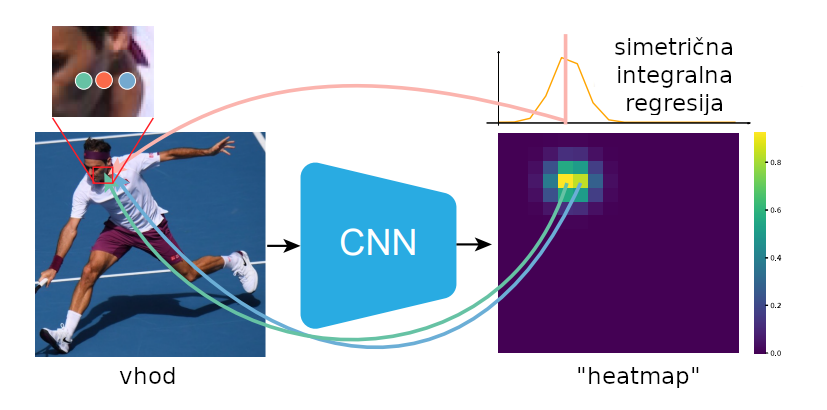 simetrična
integralna
regresija
CNN
0.8
0.6
0.4
0.2
0.0
vhod
"heatmap"